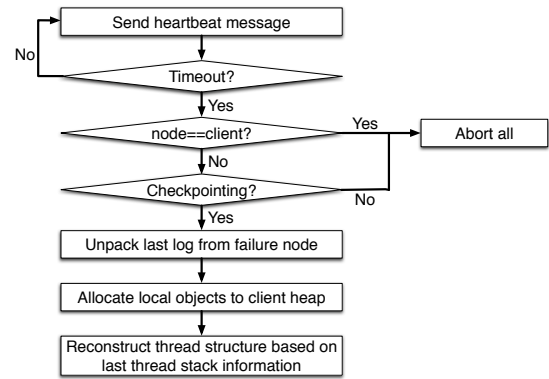 Send heartbeat message
No
Timeout?
Yes
node==client?
Yes
Abort all
No
Checkpointing?
No
Yes
Unpack last log from failure node
Allocate local objects to client heap
Reconstruct thread structure based on
last thread stack information